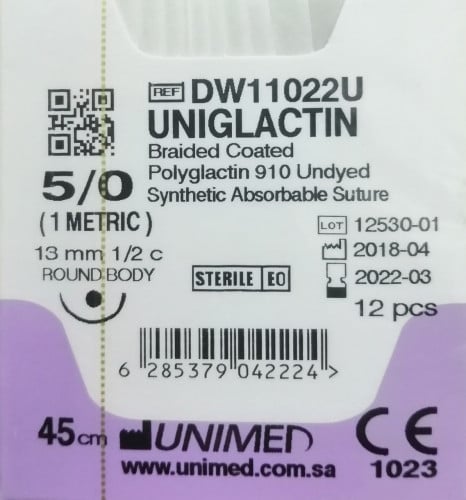 REF DW11022U
UNIGLACTIN
Braided Coated
Polyglactin 910 Undyed
Synthetic Absorbable Suture
5/0
(1 METRIC)
13 mm 1/2 c
ROUND BODY
LOT 12530-01
2018-04
2022-03
STERILE EO
12 pcs
6 285379 042224 >
45cm UNIMED
www.unimed.com.sa
CE
1023